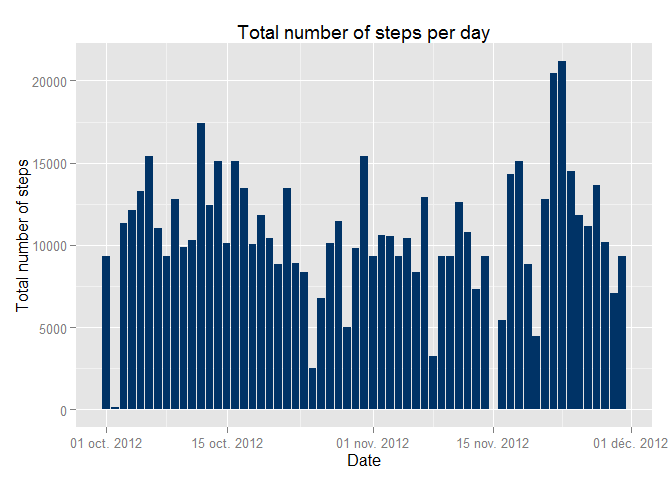 Total number of steps per day
Total number of steps
20000
15000
10000
5000
0
01 oct. 2012 15 oct. 2012 01 nov. 2012 15 nov. 2012 01 déc. 2012
Date